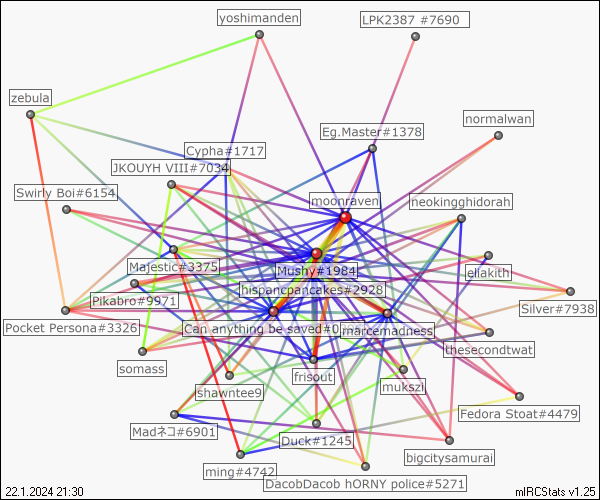 yoshimanden
LPK2387 #7690
zebula
normalwan
Eg.Master#1378
Cypha#1717
JKOUYH VIII#7034
Swirly Boi#6154
moonraven
neokingghidorah
Majestic#3375
Mushy#1984
ellakith
Pikabro#9971
hispancpancakes#2928
Silver#7938
Pocket Persona#3326
Can anything be saved#0
marcemadness
thesecondtwat
somass
frisout
mukszi
shawntee9
Fedora Stoat#4479
Madネコ#6901
Duck#1245
bigcitysamurai
ming#4742
DacobDacob hORNY police#5271
22.1.2024 21:30
mIRCStats v1.25